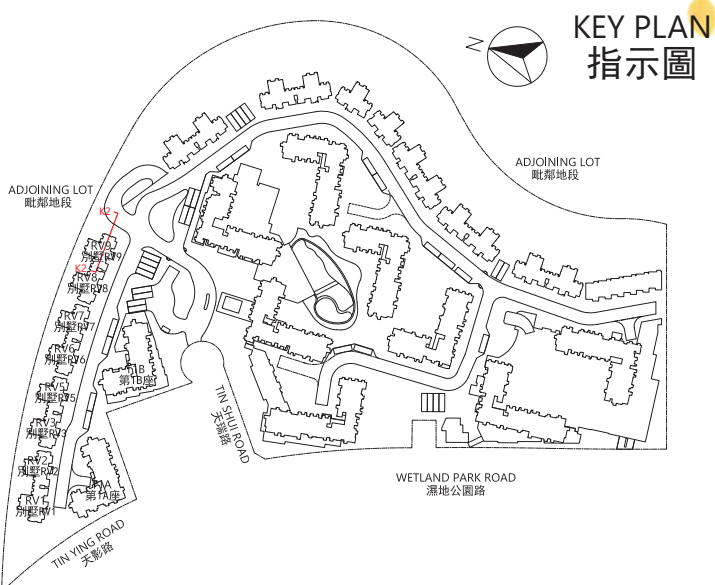 KEY PLAN
指示圖
N
ADJOINING LOT
毗鄰地段
ADJOINING LOT
毗鄰地段
K2
RV9
別墅RV9
K2
RV8
別墅RV8
RV7
別墅RV7
RV6
別墅RV6
RV5
別墅RV5
RV3
別墅RV3
RV2
別墅RV2
RV1
別墅RV1
T1B
第1B座
T1A
第1A座
TIN SHUI ROAD
天瑞路
WETLAND PARK ROAD
濕地公園路
TIN YING ROAD
天影路